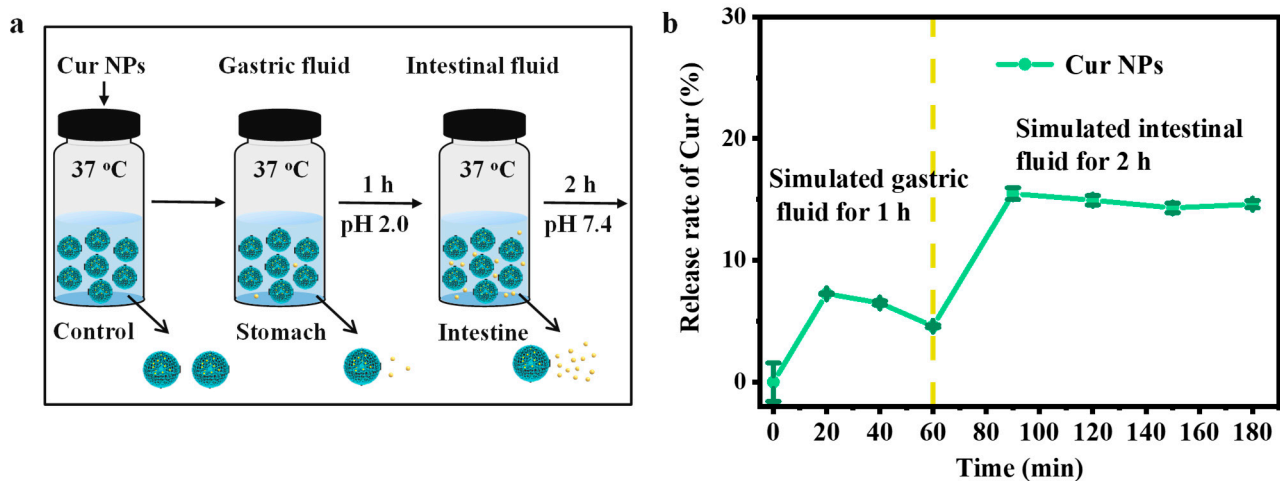 a
Cur NPs
Gastric fluid
Intestinal fluid
37 °C
37 °C
37 °C
1 h
pH 2.0
2 h
pH 7.4
Control
Stomach
Intestine
b
Release rate of Cur (%)
30
20
10
0
Cur NPs
Simulated gastric
fluid for 1 h
Simulated intestinal
fluid for 2 h
0 20 40 60 80 100 120 140 160 180
Time (min)